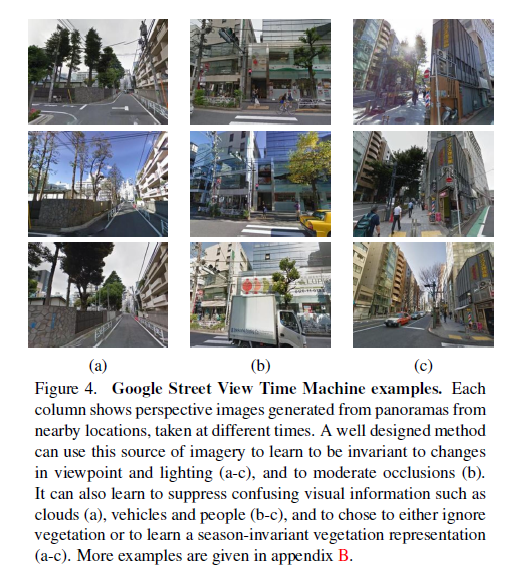 (a)
(b)
(c)
Figure 4. Google Street View Time Machine examples. Each
column shows perspective images generated from panoramas from
nearby locations, taken at different times. A well designed method
can use this source of imagery to learn to be invariant to changes
in viewpoint and lighting (a-c), and to moderate occlusions (b).
It can also learn to suppress confusing visual information such as
clouds (a), vehicles and people (b-c), and to chose to either ignore
vegetation or to learn a season-invariant vegetation representation
(a-c). More examples are given in appendix B.